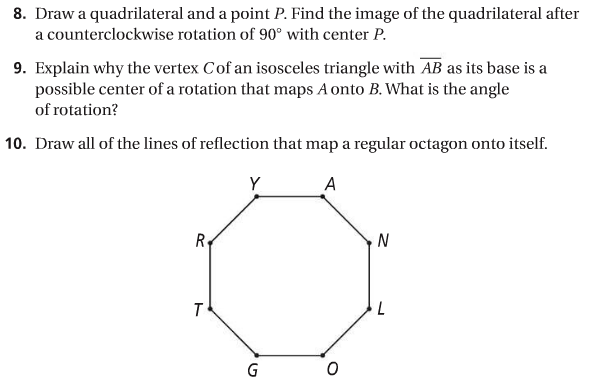 8. Draw a quadrilateral and a point P. Find the image of the quadrilateral after
a counterclockwise rotation of 90° with center P.
9. Explain why the vertex C of an isosceles triangle with A̅B̅ as its base is a
possible center of a rotation that maps A onto B. What is the angle
of rotation?
10. Draw all of the lines of reflection that map a regular octagon onto itself.
Y A
R N
T L
G O